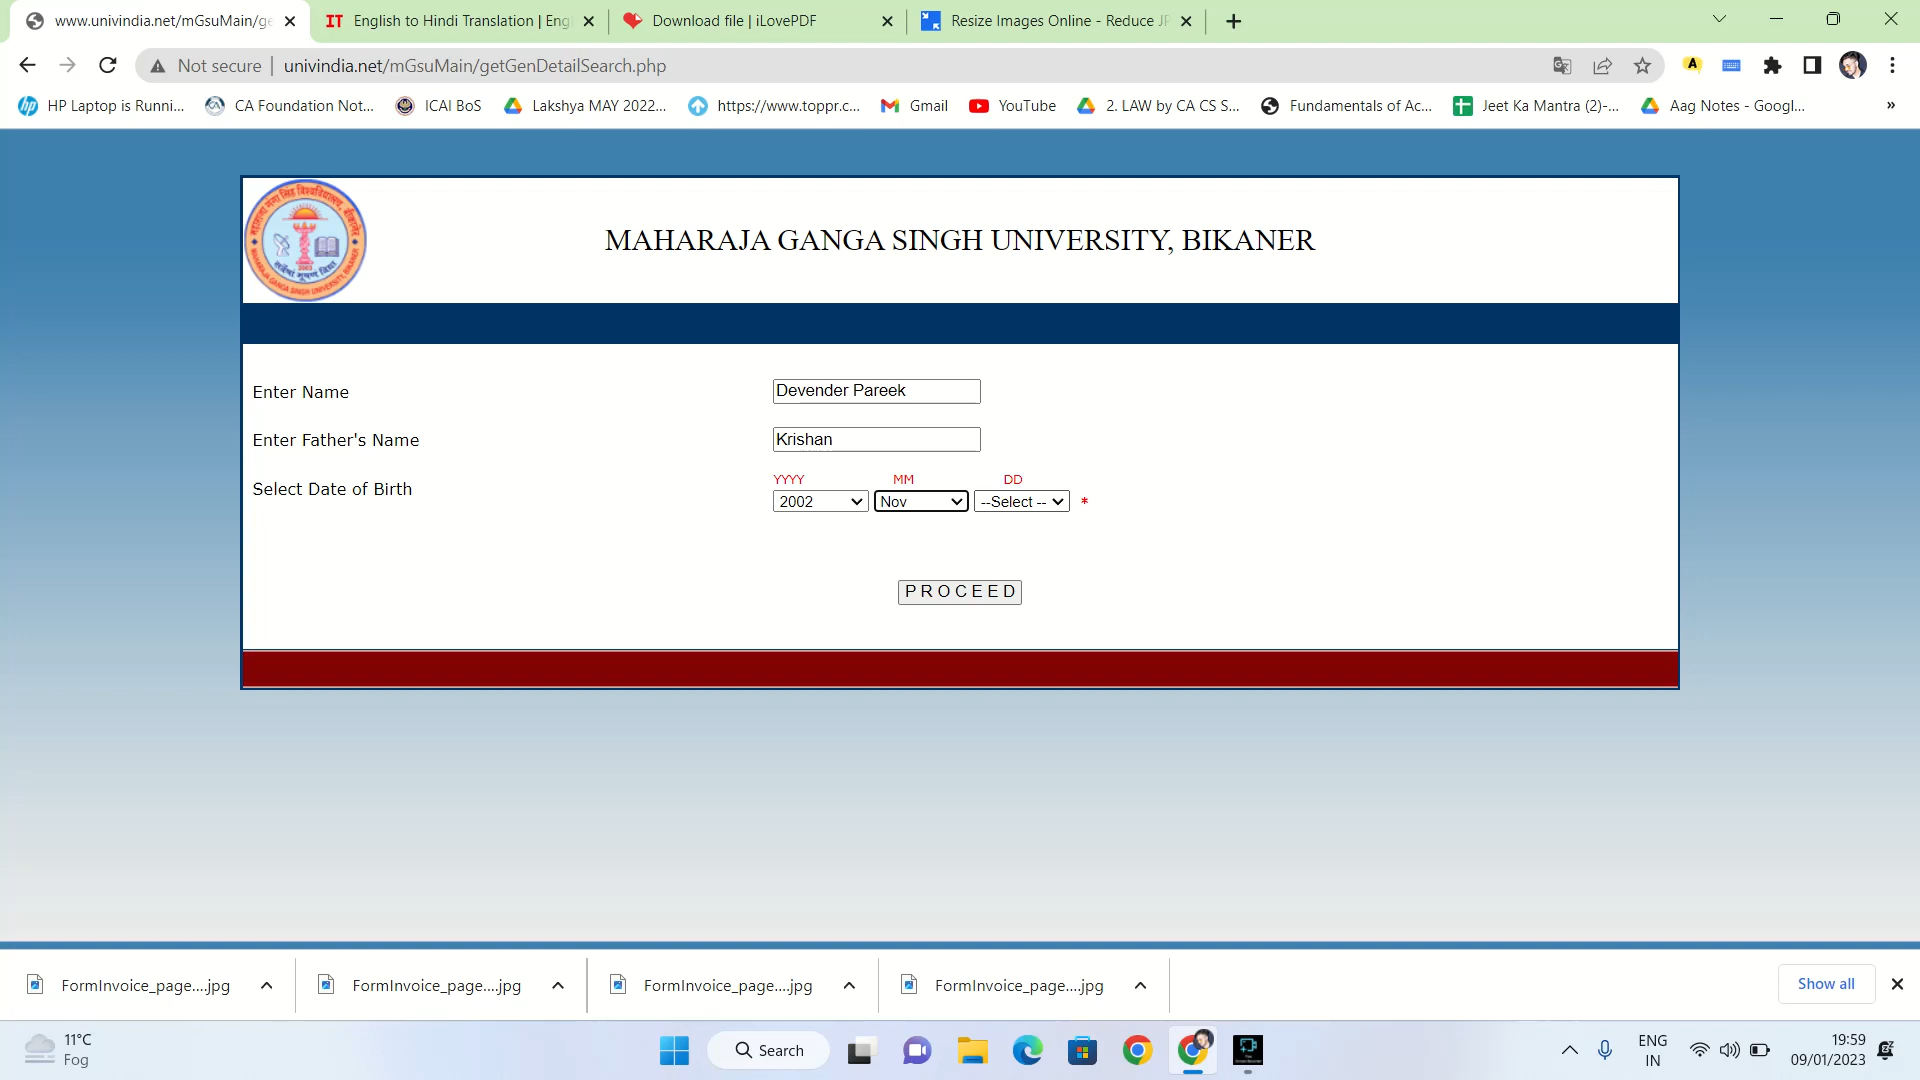 www.univindia.net/mGsuMain/ge
English to Hindi Translation | Eng
Download file | iLovePDF
Resize Images Online - Reduce JP
Not secure
univindia.net/mGsuMain/getGenDetailSearch.php
HP Laptop is Runni...
CA Foundation Not...
ICAI BoS
Lakshya MAY 2022...
https://www.toppr.c...
Gmail
YouTube
2. LAW by CA CS S...
Fundamentals of Ac...
Jeet Ka Mantra (2)-...
Aag Notes - Googl...
»
MAHARAJA GANGA SINGH UNIVERSITY, BIKANER
Enter Name
Devender Pareek
Enter Father's Name
Krishan
Select Date of Birth
YYYY MM DD
2002 Nov --Select -- *
P R O C E E D
FormInvoice_page....jpg
FormInvoice_page....jpg
FormInvoice_page....jpg
FormInvoice_page....jpg
Show all
11°C
Fog
Search
ENG
IN
19:59
09/01/2023